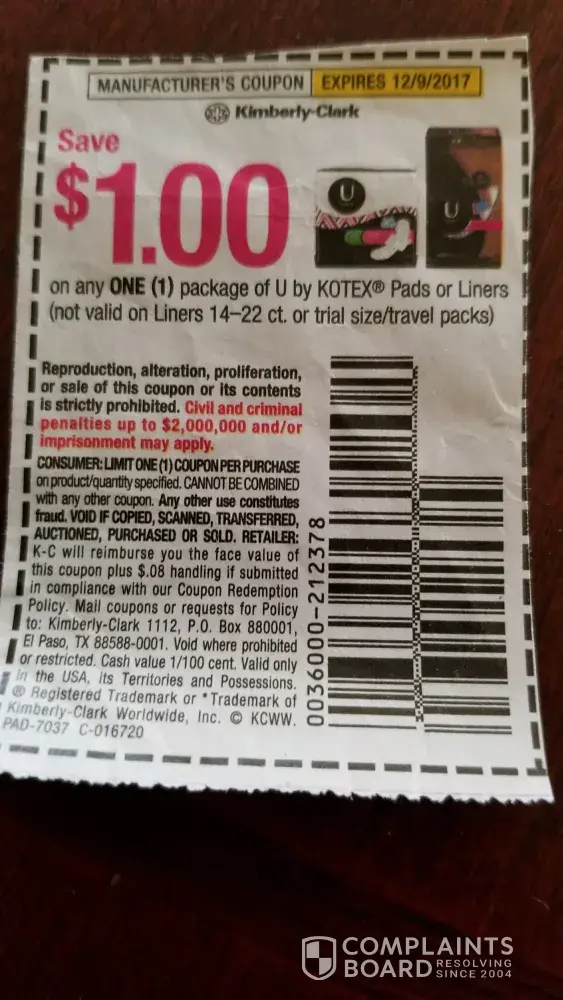 MANUFACTURER'S COUPON EXPIRES 12/9/2017
Kimberly-Clark
Save
$1.00
U
U
on any ONE (1) package of U by KOTEX® Pads or Liners
(not valid on Liners 14–22 ct. or trial size/travel packs)
Reproduction, alteration, proliferation,
or sale of this coupon or its contents
is strictly prohibited. Civil and criminal
penalties up to $2,000,000 and/or
imprisonment may apply.
CONSUMER: LIMIT ONE (1) COUPON PER PURCHASE
on product/quantity specified. CANNOT BE COMBINED
with any other coupon. Any other use constitutes
fraud. VOID IF COPIED, SCANNED, TRANSFERRED,
AUCTIONED, PURCHASED OR SOLD. RETAILER:
K-C will reimburse you the face value of
this coupon plus $.08 handling if submitted
in compliance with our Coupon Redemption
Policy. Mail coupons or requests for Policy
to: Kimberly-Clark 1112, P.O. Box 880001,
El Paso, TX 88588-0001. Void where prohibited
or restricted. Cash value 1/100 cent. Valid only
in the USA, its Territories and Possessions.
® Registered Trademark or *Trademark of
Kimberly-Clark Worldwide, Inc. © KCWW.
PAD-7037 C-016720
0036000-212378
COMPLAINTS
BOARD RESOLVING
SINCE 2004